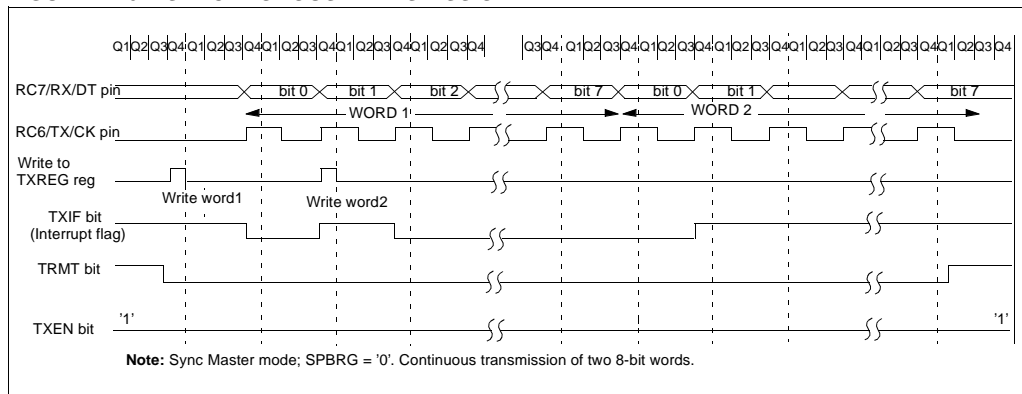 Q1 Q2 Q3 Q4 Q1 Q2 Q3 Q4 Q1 Q2 Q3 Q4 Q1 Q2 Q3 Q4 Q1 Q2 Q3 Q4 Q3 Q4 Q1 Q2 Q3 Q4 Q1 Q2 Q3 Q4 Q1 Q2 Q3 Q4 Q1 Q2 Q3 Q4 Q1 Q2 Q3 Q4
RC7/RX/DT pin bit 0 bit 1 bit 2 bit 7 bit 0 bit 1 bit 7
WORD 1 WORD 2
RC6/TX/CK pin
Write to
TXREG reg
Write word1 Write word2
TXIF bit
(Interrupt flag)
TRMT bit
TXEN bit '1' '1'
Note: Sync Master mode; SPBRG = '0'. Continuous transmission of two 8-bit words.